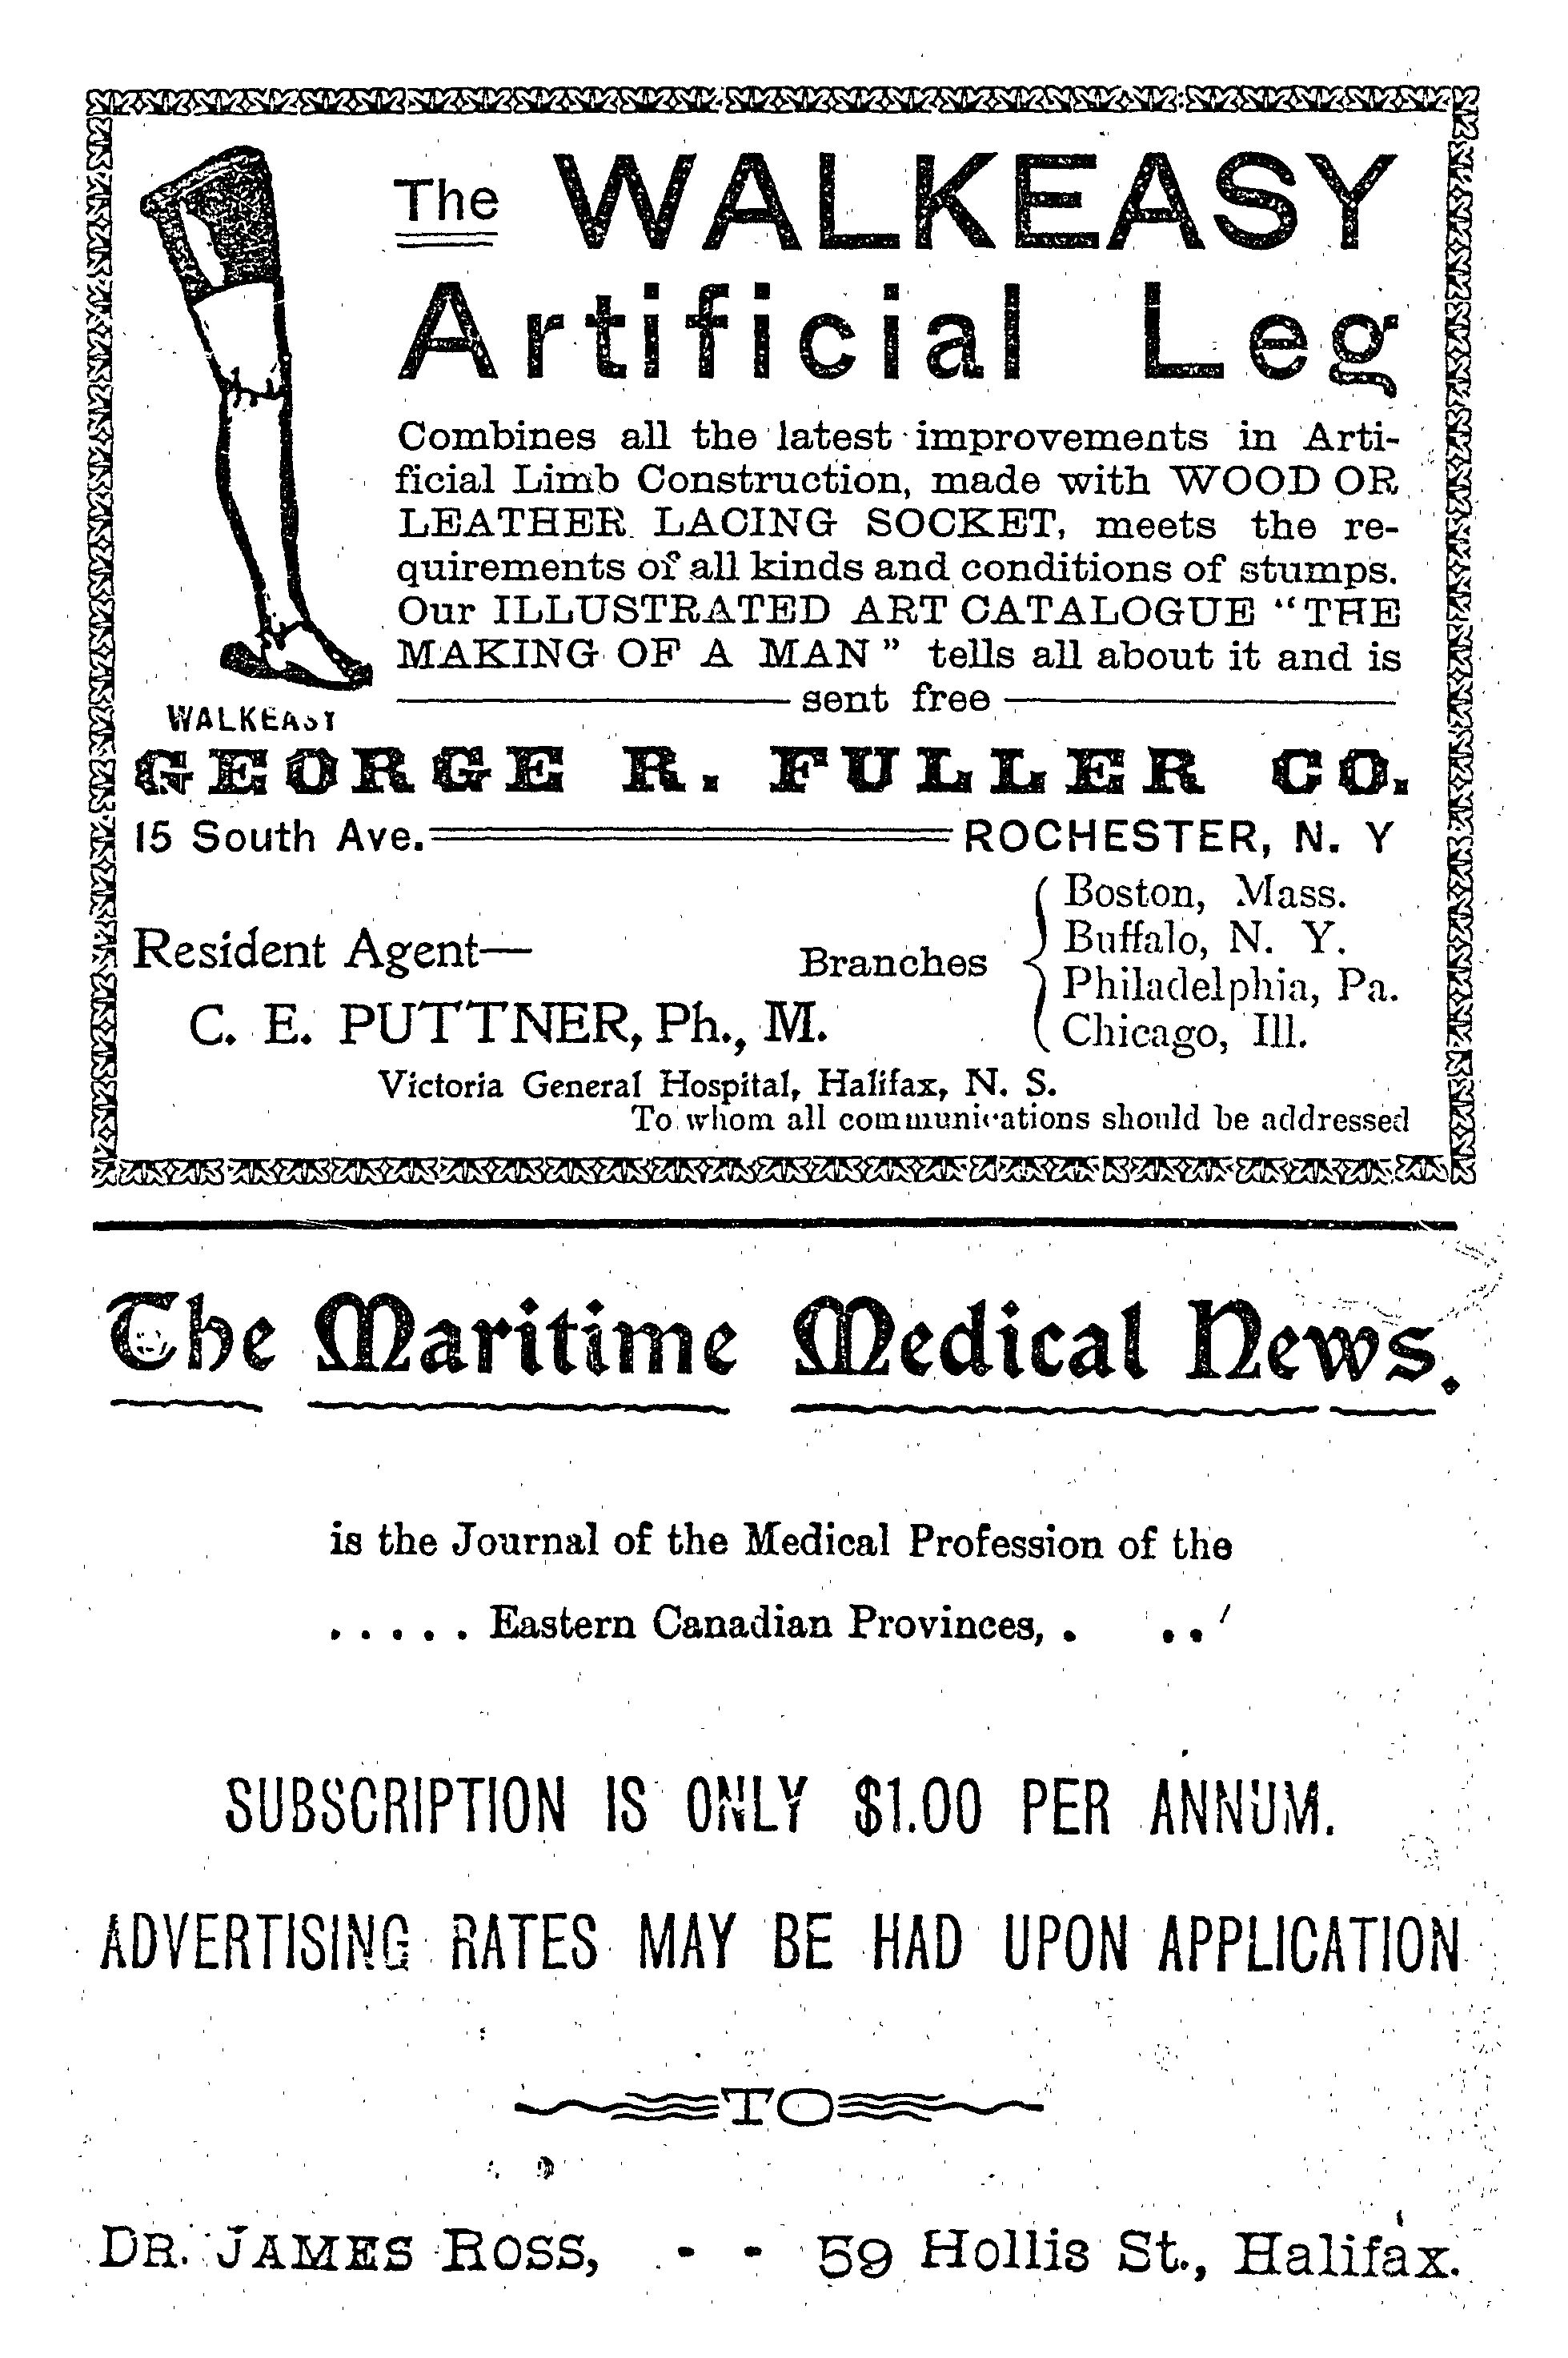 The WALKEASY
Artificial Leg
Combines all the latest improvements in Arti-
ficial Limb Construction, made with WOOD OR
LEATHER LACING SOCKET, meets the re-
quirements of all kinds and conditions of stumps.
Our ILLUSTRATED ART CATALOGUE "THE
MAKING OF A MAN" tells all about it and is
sent free
WALKEASY
GEORGE R. FULLER CO.
15 South Ave. ROCHESTER, N. Y
Resident Agent—
C. E. PUTTNER, Ph., M.
Branches
Boston, Mass.
Buffalo, N. Y.
Philadelphia, Pa.
Chicago, Ill.
Victoria General Hospital, Halifax, N. S.
To whom all communications should be addressed
The Maritime Medical News.
is the Journal of the Medical Profession of the
. . . . . Eastern Canadian Provinces, . . .
SUBSCRIPTION IS ONLY $1.00 PER ANNUM.
ADVERTISING RATES MAY BE HAD UPON APPLICATION
TO
DR. JAMES ROSS, - - 59 Hollis St., Halifax.